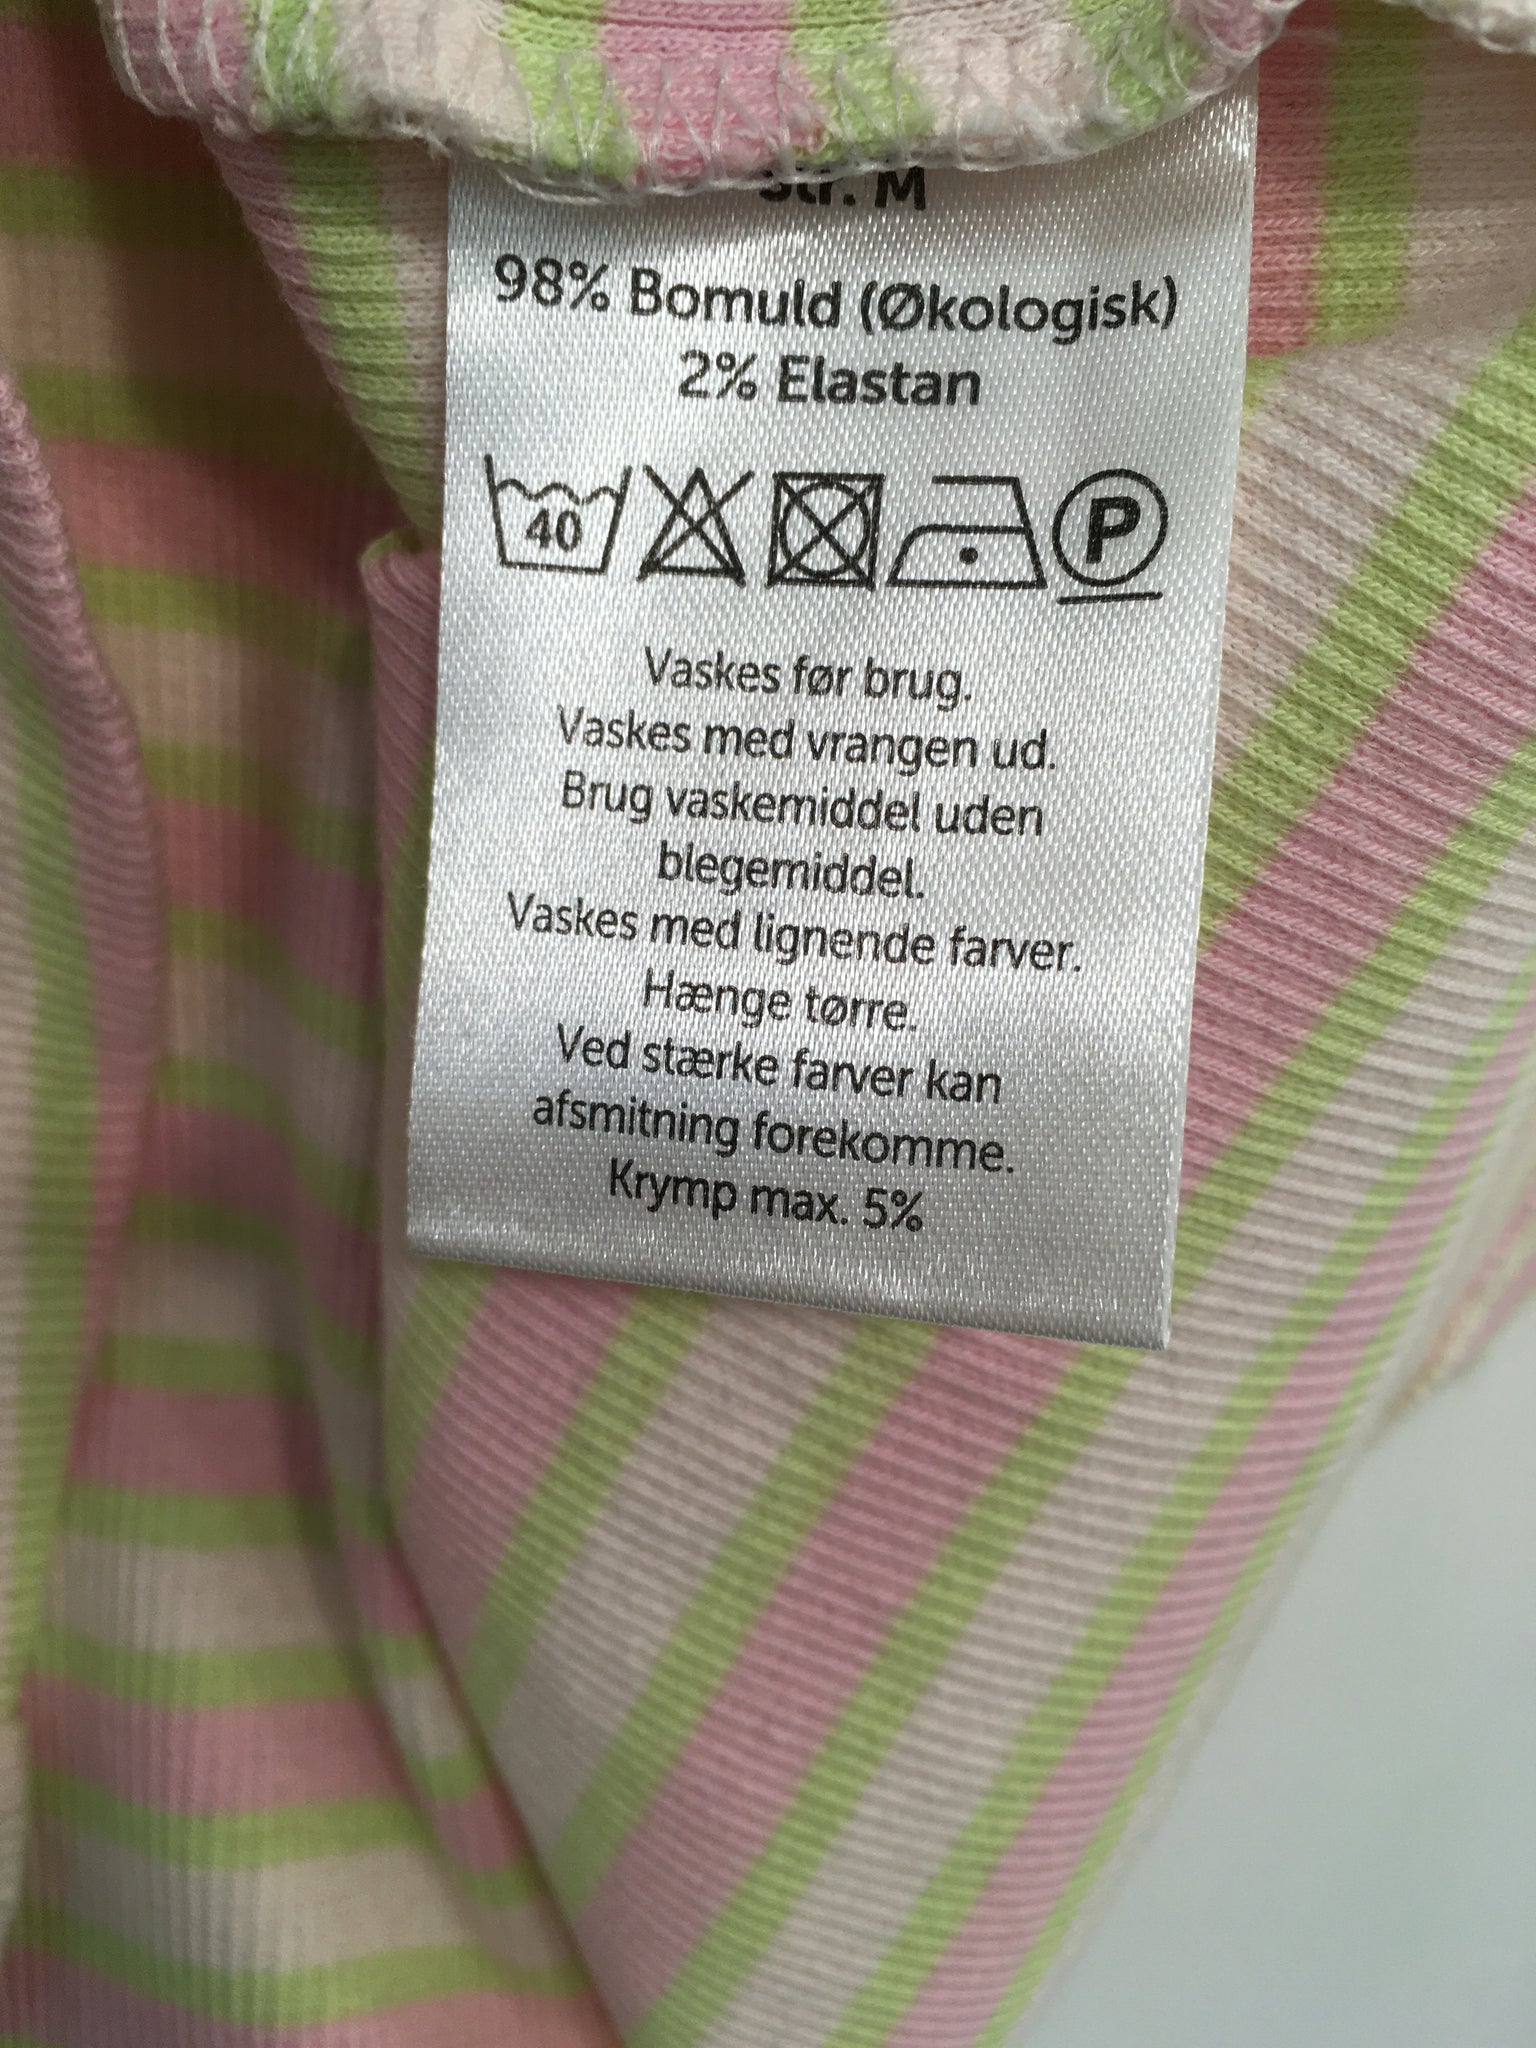 Str. M
98% Bomuld (Økologisk)
2% Elastan
40 P
Vaskes før brug.
Vaskes med vrangen ud.
Brug vaskemiddel uden
blegemiddel.
Vaskes med lignende farver.
Hænge tørre.
Ved stærke farver kan
afsmitning forekomme.
Krymp max. 5%